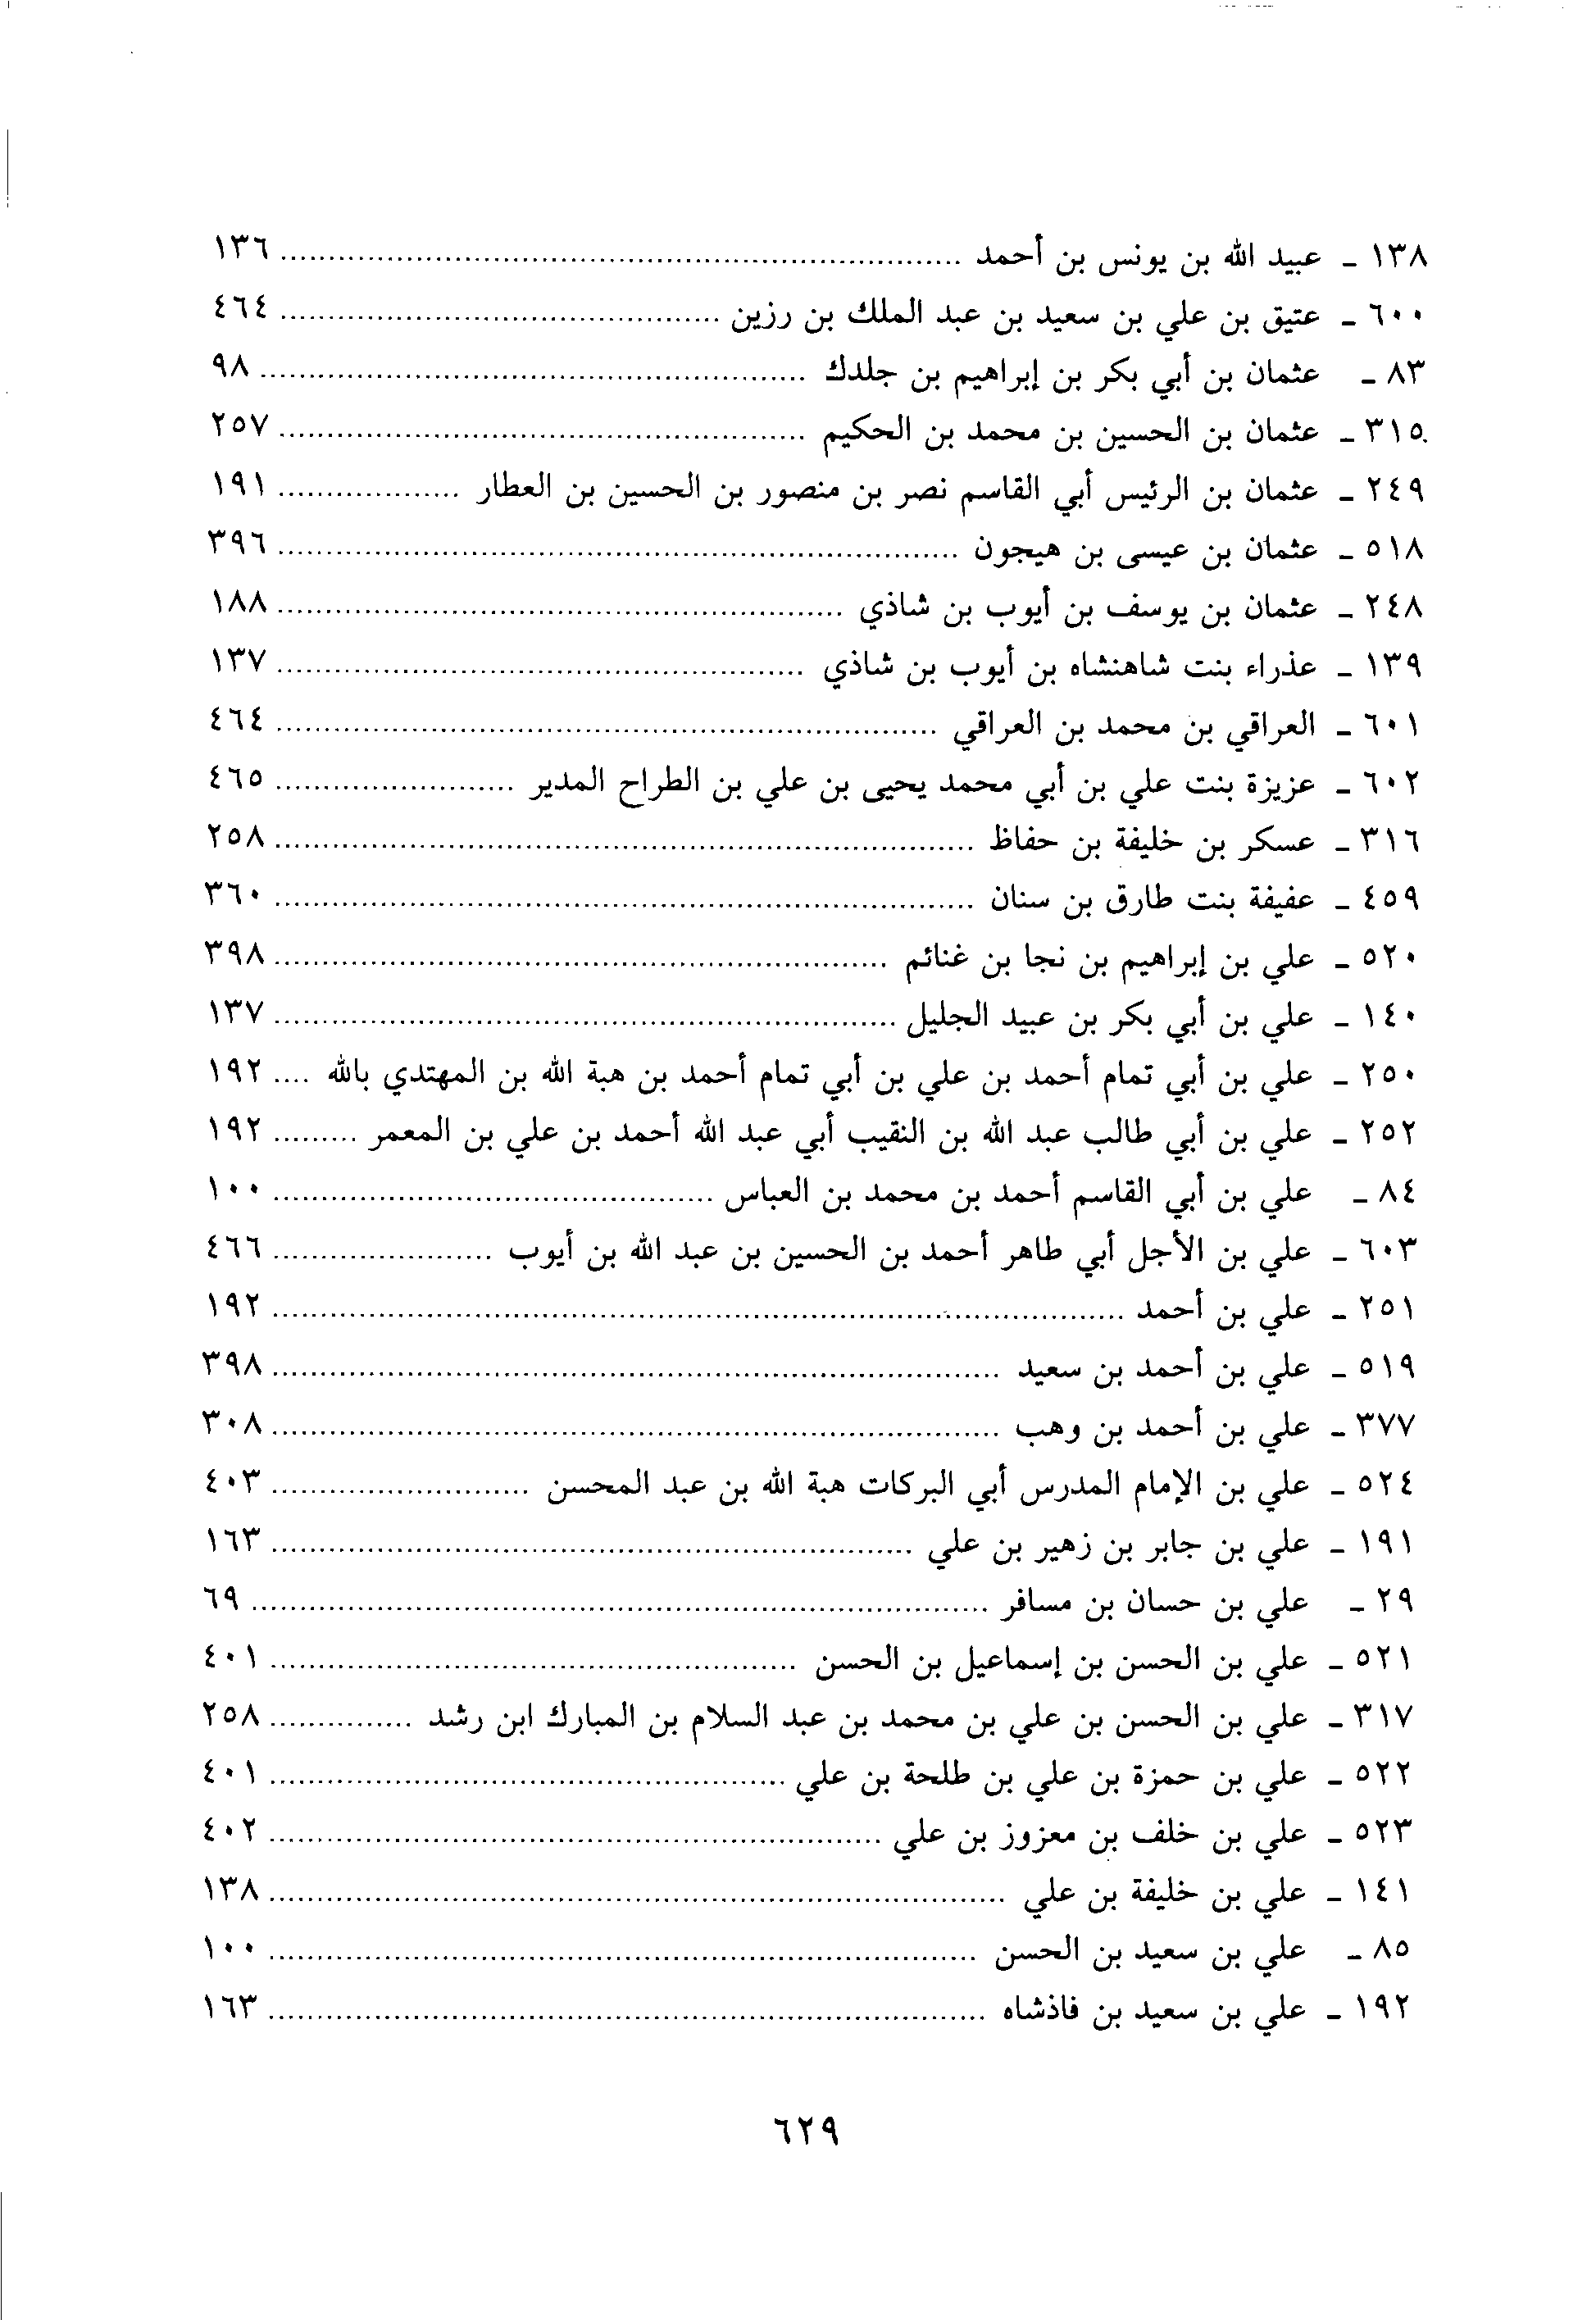 ١٣٨ ـ عبيد الله بن يونس بن أحمد ........................................ ١٣٦
٦٠٠ ـ عتيق بن علي بن سعيد بن عبد الملك بن رزين ........................................ ٤٦٤
٨٣ ـ عثمان بن أبي بكر بن إبراهيم بن جلدك ........................................ ٩٨
٣١٥ ـ عثمان بن الحسين بن محمد بن الحكيم ........................................ ٢٥٧
٢٤٩ ـ عثمان بن الرئيس أبي القاسم نصر بن منصور بن الحسين بن العطار ................... ١٩١
٥١٨ ـ عثمان بن عيسى بن هيجون ........................................ ٣٩٦
٢٤٨ ـ عثمان بن يوسف بن أيوب بن شاذي ........................................ ١٨٨
١٣٩ ـ عذراء بنت شاهنشاه بن أيوب بن شاذي ........................................ ١٣٧
٦٠١ ـ العراقي بن محمد بن العراقي ........................................ ٤٦٤
٦٠٢ ـ عزيزة بنت علي بن أبي محمد يحيى بن علي بن الطراح المدير ......................... ٤٦٥
٣١٦ ـ عسكر بن خليفة بن حفاظ ........................................ ٢٥٨
٤٥٩ ـ عفيفة بنت طارق بن سنان ........................................ ٣٦٠
٥٢٠ ـ علي بن إبراهيم بن نجا بن غنائم ........................................ ٣٩٨
١٤٠ ـ علي بن أبي بكر بن عبيد الجليل ........................................ ١٣٧
٢٥٠ ـ علي بن أبي تمام أحمد بن علي بن أبي تمام أحمد بن هبة الله بن المهتدي بالله .... ١٩٢
٢٥٢ ـ علي بن أبي طالب عبد الله بن النقيب أبي عبد الله أحمد بن علي بن المعمر ......... ١٩٢
٨٤ ـ علي بن أبي القاسم أحمد بن محمد بن العباس ........................................ ١٠٠
٦٠٣ ـ علي بن الأجل أبي طاهر أحمد بن الحسين بن عبد الله بن أيوب ....................... ٤٦٦
٢٥١ ـ علي بن أحمد ........................................ ١٩٢
٥١٩ ـ علي بن أحمد بن سعيد ........................................ ٣٩٨
٣٧٧ ـ علي بن أحمد بن وهب ........................................ ٣٠٨
٥٢٤ ـ علي بن الإمام المدرس أبي البركات هبة الله بن عبد المحسن ........................... ٤٠٣
١٩١ ـ علي بن جابر بن زهير بن علي ........................................ ١٦٣
٢٩ ـ علي بن حسان بن مسافر ........................................ ٦٩
٥٢١ ـ علي بن الحسن بن إسماعيل بن الحسن ........................................ ٤٠١
٣١٧ ـ علي بن الحسن بن علي بن محمد بن عبد السلام بن المبارك ابن رشد ............... ٢٥٨
٥٢٢ ـ علي بن حمزة بن علي بن طلحة بن علي ........................................ ٤٠١
٥٢٣ ـ علي بن خلف بن معزوز بن علي ........................................ ٤٠٢
١٤١ ـ علي بن خليفة بن علي ........................................ ١٣٨
٨٥ ـ علي بن سعيد بن الحسن ........................................ ١٠٠
١٩٢ ـ علي بن سعيد بن فاذشاه ........................................ ١٦٣
٦٢٩